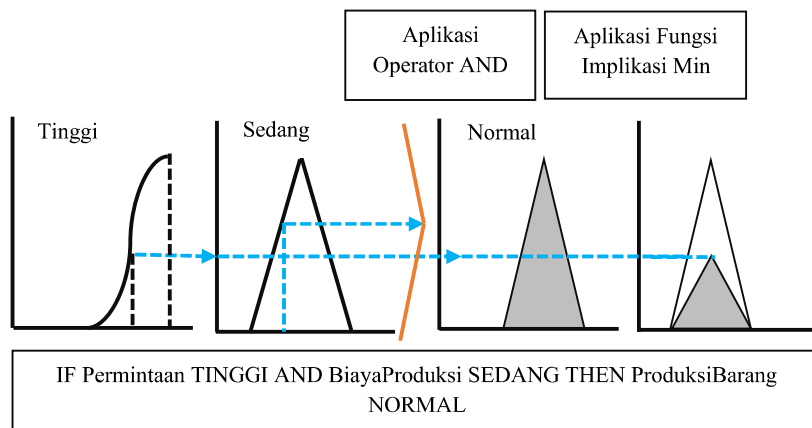 Aplikasi
Operator AND
Aplikasi Fungsi
Implikasi Min
Tinggi
Sedang
Normal
IF Permintaan TINGGI AND BiayaProduksi SEDANG THEN ProduksiBarang
NORMAL